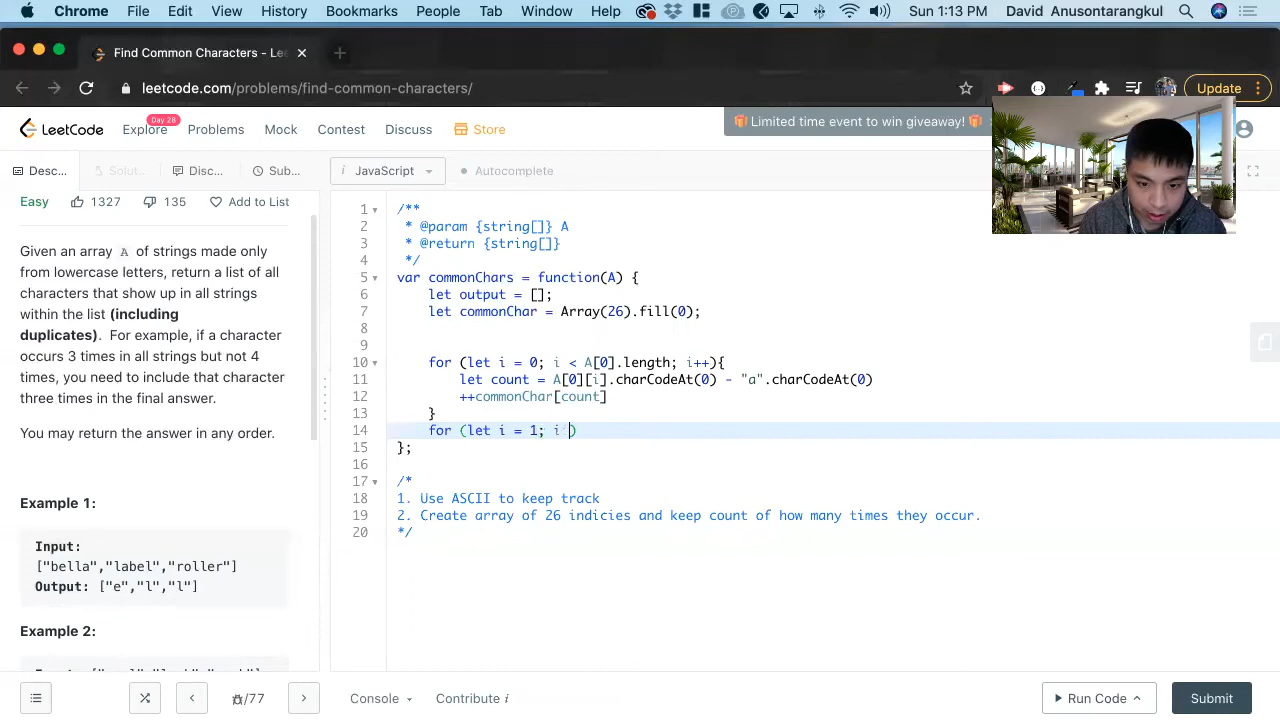 Chrome File Edit View History Bookmarks People Tab Window Help Sun 1:13 PM David Anusontarangkul
Find Common Characters - Le
leetcode.com/problems/find-common-characters/ Update
LeetCode Explore Day 28 Problems Mock Contest Discuss Store Limited time event to win giveaway!
Desc... Solut... Disc... Sub... i JavaScript Autocomplete
Easy 1327 135 Add to List
Given an array A of strings made only
from lowercase letters, return a list of all
characters that show up in all strings
within the list (including
duplicates). For example, if a character
occurs 3 times in all strings but not 4
times, you need to include that character
three times in the final answer.
You may return the answer in any order.
Example 1:
Input:
["bella","label","roller"]
Output: ["e","l","l"]
Example 2:
1 /**
2 * @param {string[]} A
3 * @return {string[]}
4 */
5 var commonChars = function(A) {
6 let output = [];
7 let commonChar = Array(26).fill(0);
8
9
10 for (let i = 0; i < A[0].length; i++){
11 let count = A[0][i].charCodeAt(0) - "a".charCodeAt(0)
12 ++commonChar[count]
13 }
14 for (let i = 1; i )
15 };
16
17 /*
18 1. Use ASCII to keep track
19 2. Create array of 26 indicies and keep count of how many times they occur.
20 */
/77 Console Contribute i Run Code Submit